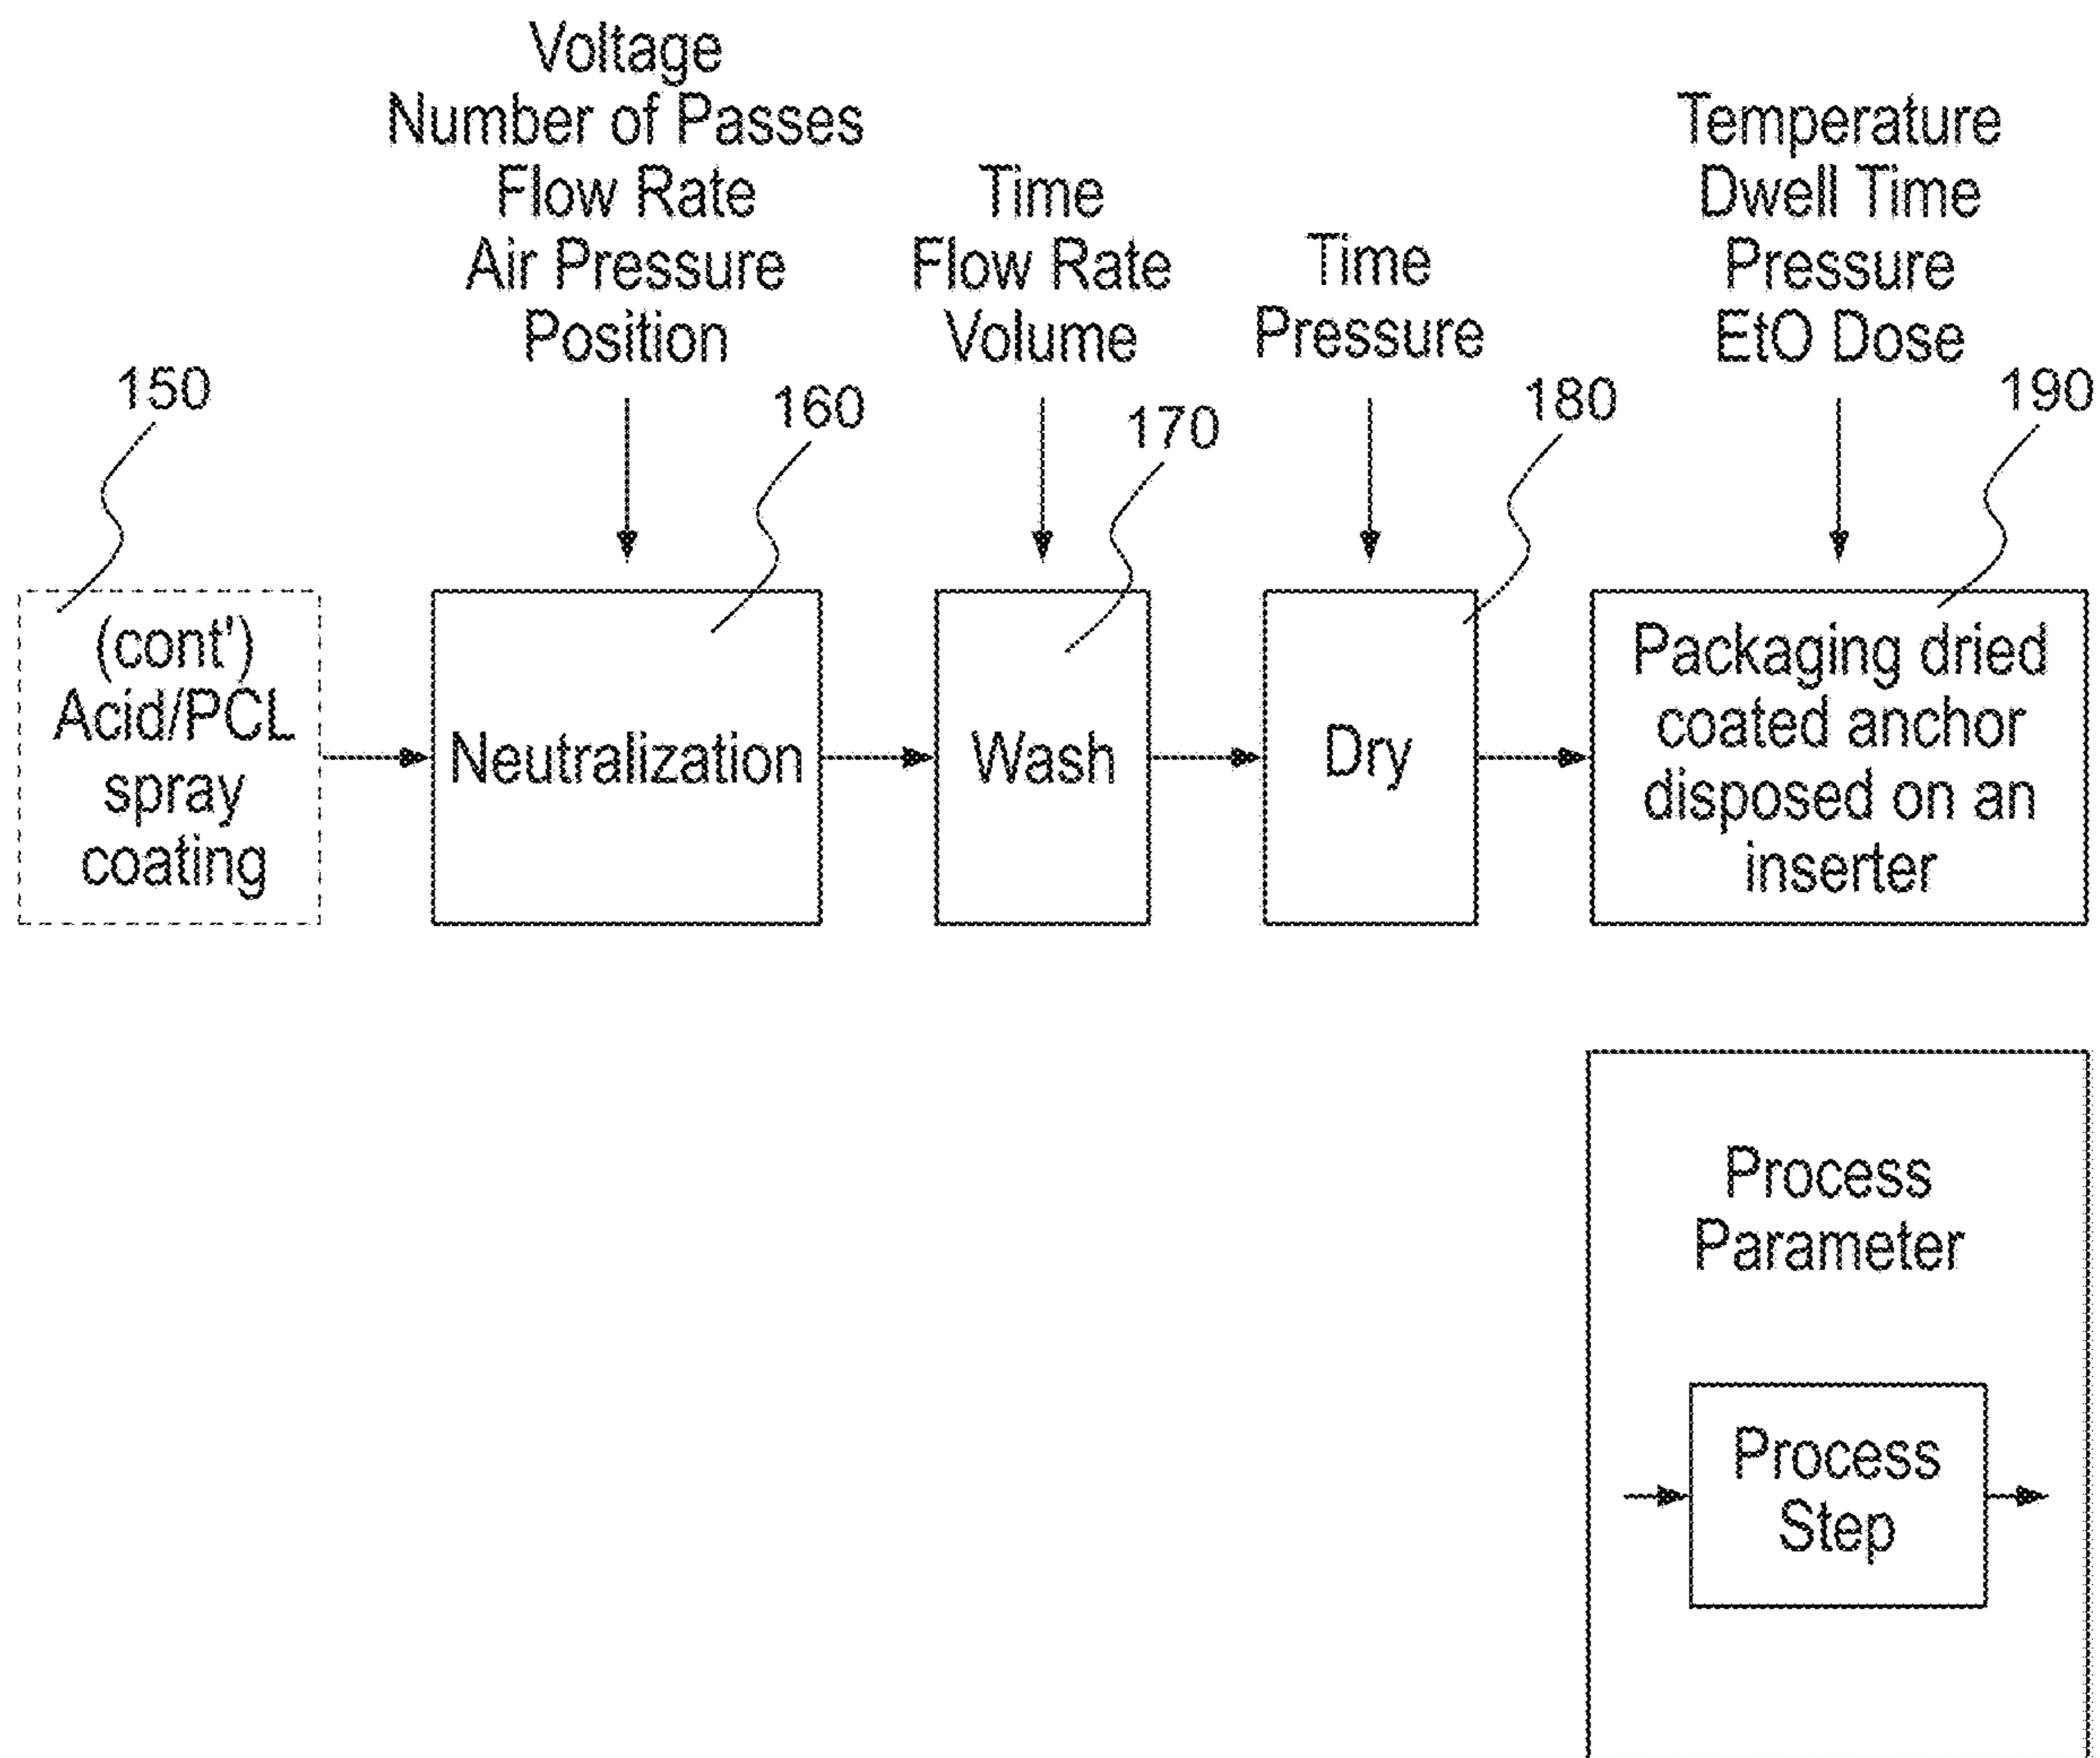 Voltage
Number of Passes
Flow Rate
Air Pressure
Position
Time
Flow Rate
Volume
Time
Pressure
Temperature
Dwell Time
Pressure
EtO Dose
150
160
170
180
190
(cont')
Acid/PCL
spray
coating
Neutralization
Wash
Dry
Packaging dried
coated anchor
disposed on an
inserter
Process
Parameter
Process
Step